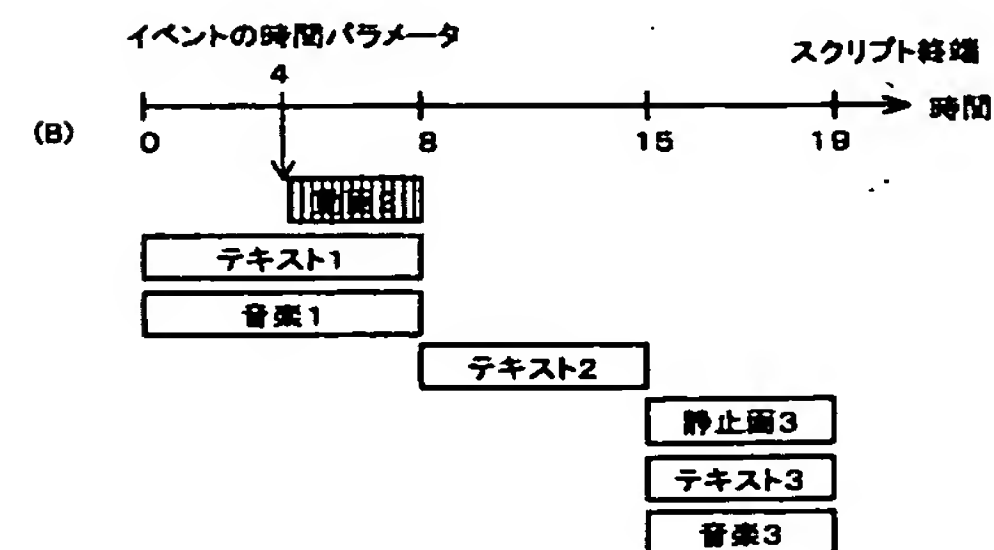 イベントの時間パラメータ
スクリプト終端
4
時間
(B)
0
8
15
19
テキスト1
音楽1
テキスト2
静止画3
テキスト3
音楽3